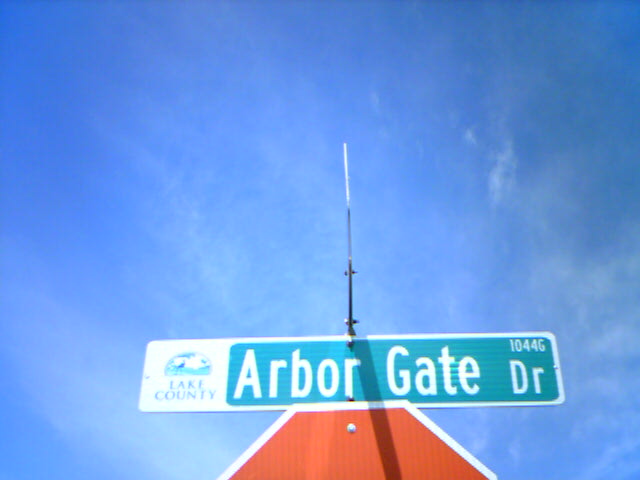 LAKE
COUNTY
Arbor Gate Dr
1044G